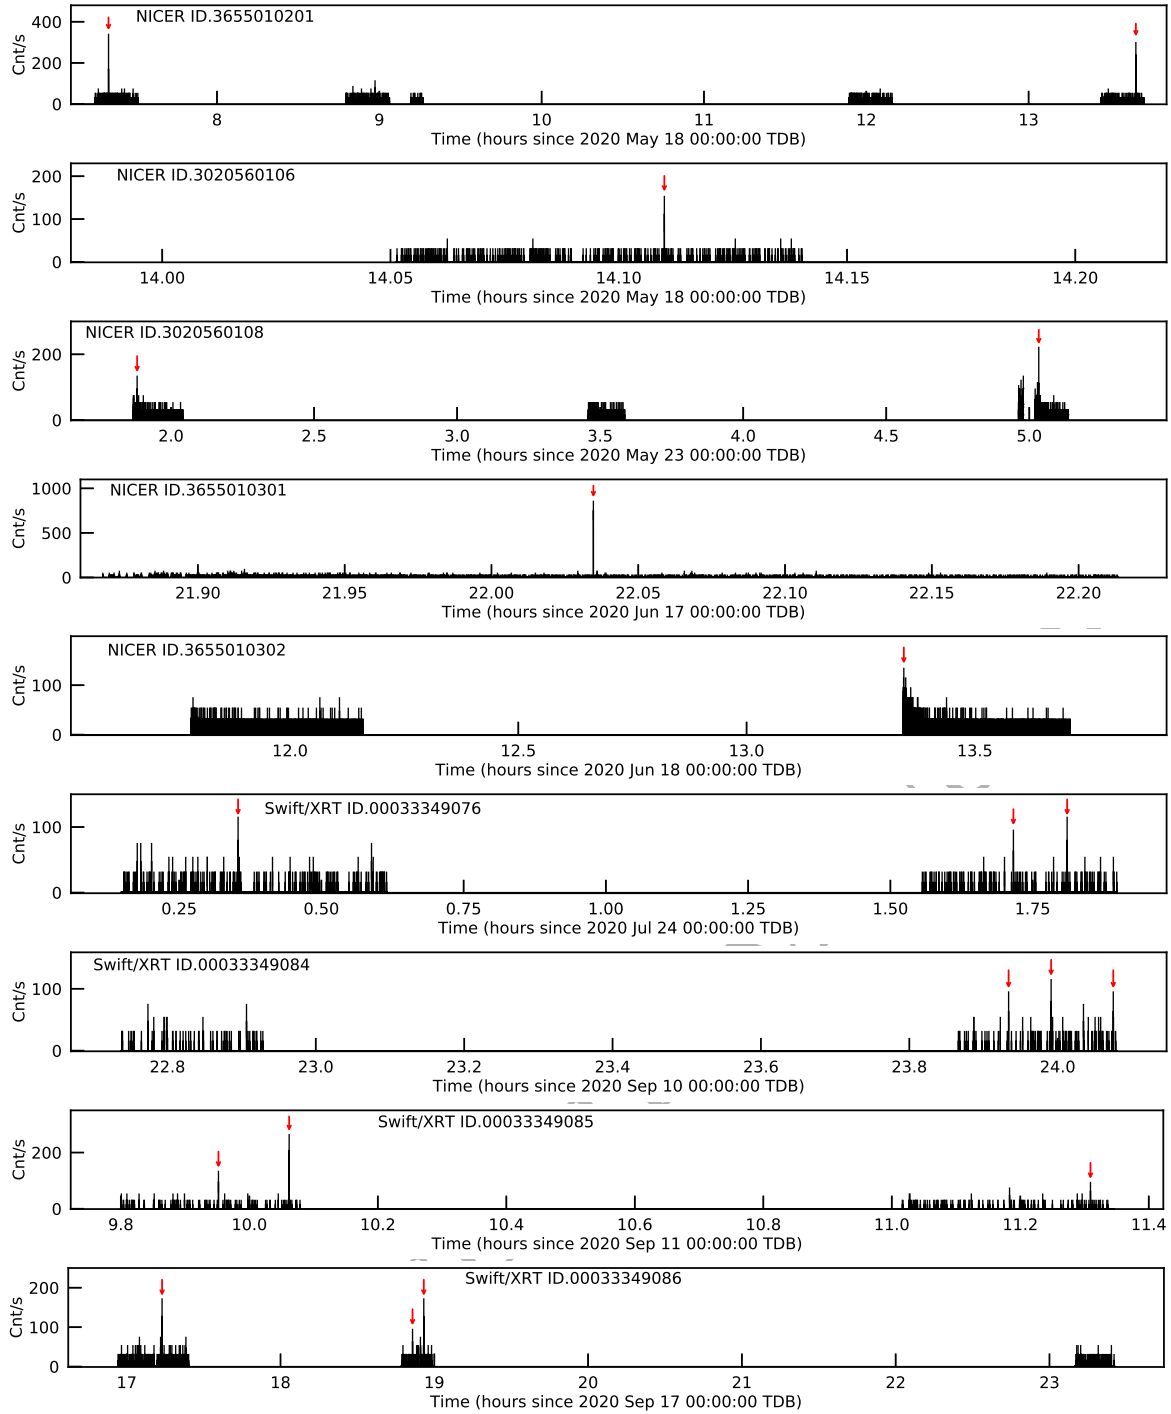 NICER ID.3655010201
400
200
0
Cnt/s
8 9 10 11 12 13
Time (hours since 2020 May 18 00:00:00 TDB)
NICER ID.3020560106
200
100
0
Cnt/s
14.00 14.05 14.10 14.15 14.20
Time (hours since 2020 May 18 00:00:00 TDB)
NICER ID.3020560108
200
0
Cnt/s
2.0 2.5 3.0 3.5 4.0 4.5 5.0
Time (hours since 2020 May 23 00:00:00 TDB)
NICER ID.3655010301
1000
500
0
Cnt/s
21.90 21.95 22.00 22.05 22.10 22.15 22.20
Time (hours since 2020 Jun 17 00:00:00 TDB)
NICER ID.3655010302
100
0
Cnt/s
12.0 12.5 13.0 13.5
Time (hours since 2020 Jun 18 00:00:00 TDB)
Swift/XRT ID.00033349076
100
0
Cnt/s
0.25 0.50 0.75 1.00 1.25 1.50 1.75
Time (hours since 2020 Jul 24 00:00:00 TDB)
Swift/XRT ID.00033349084
100
0
Cnt/s
22.8 23.0 23.2 23.4 23.6 23.8 24.0
Time (hours since 2020 Sep 10 00:00:00 TDB)
Swift/XRT ID.00033349085
200
0
Cnt/s
9.8 10.0 10.2 10.4 10.6 10.8 11.0 11.2 11.4
Time (hours since 2020 Sep 11 00:00:00 TDB)
Swift/XRT ID.00033349086
200
100
0
Cnt/s
17 18 19 20 21 22 23
Time (hours since 2020 Sep 17 00:00:00 TDB)